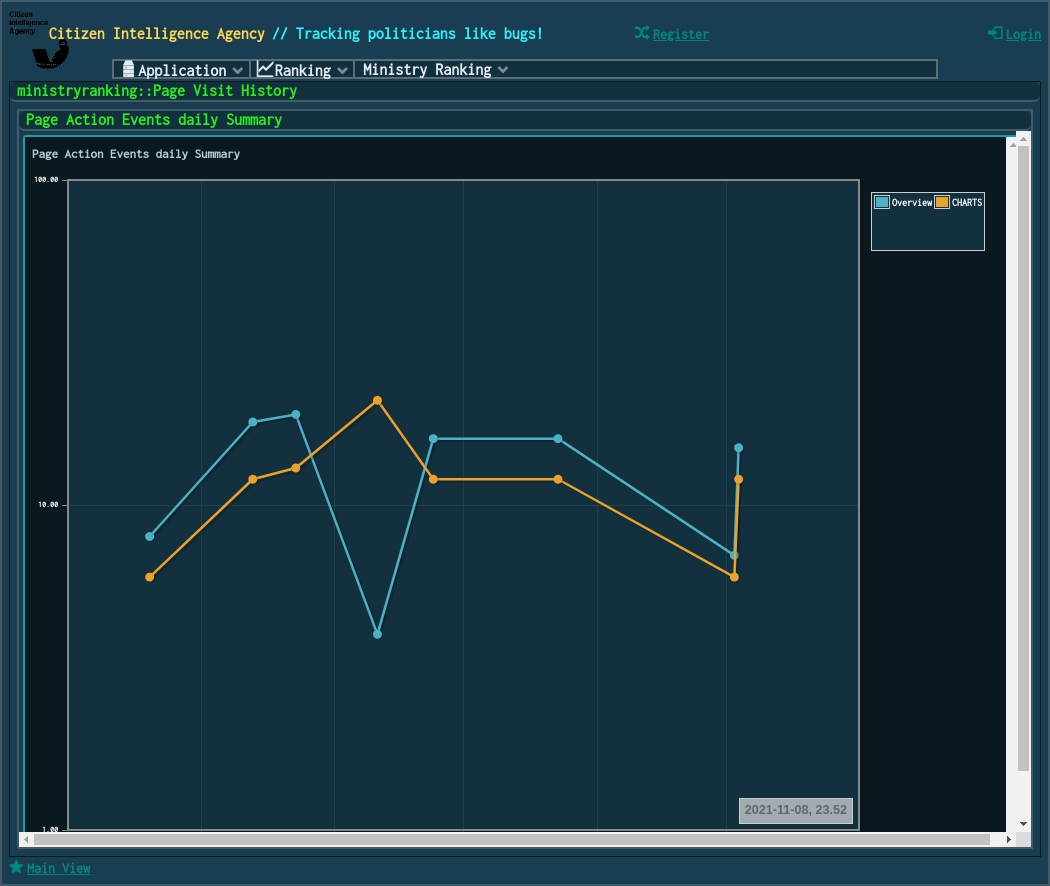 Citizen
Intelligence
Agency
Citizen Intelligence Agency // Tracking politicians like bugs!
Register
Login
Application
Ranking
Ministry Ranking
ministryranking::Page Visit History
Page Action Events daily Summary
Page Action Events daily Summary
100.00
Overview
CHARTS
10.00
2021-11-08, 23.52
1.00
Main View